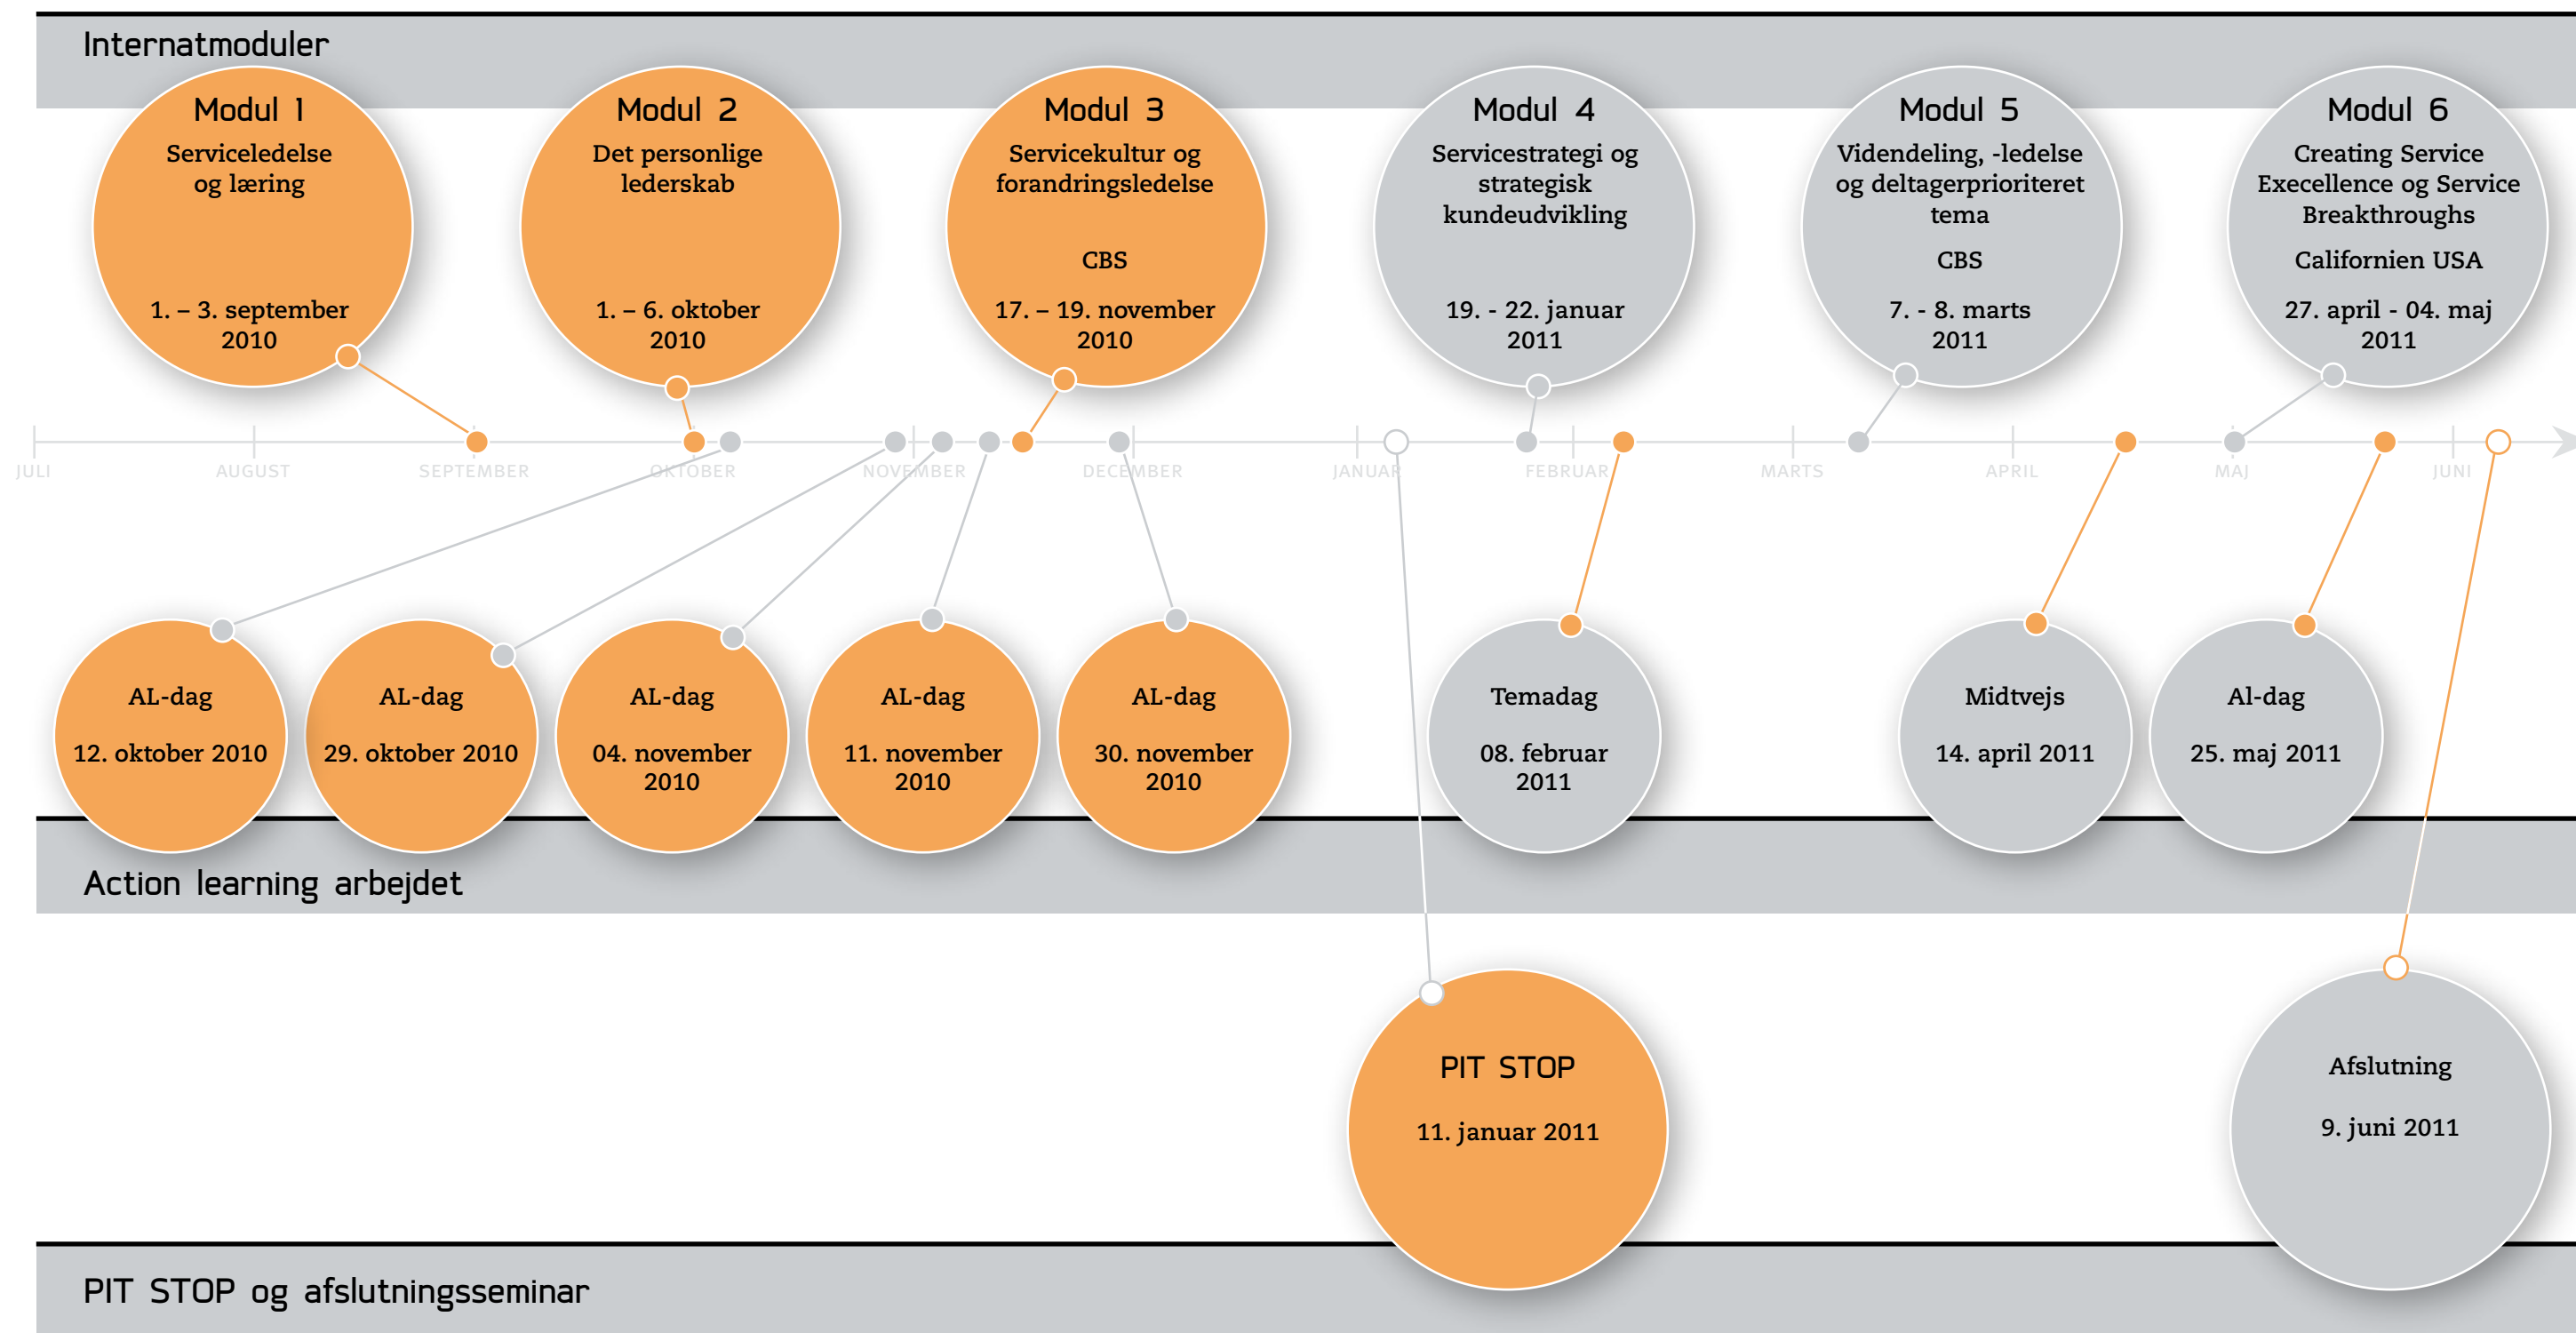 Internatmoduler
Modul 1
Serviceledelse
og læring
1. – 3. september
2010
Modul 2
Det personlige
lederskab
1. – 6. oktober
2010
Modul 3
Servicekultur og
forandringsledelse
CBS
17. – 19. november
2010
Modul 4
Servicestrategi og
strategisk
kundeudvikling
19. - 22. januar
2011
Modul 5
Videndeling, -ledelse
og deltagerprioriteret
tema
CBS
7. - 8. marts
2011
Modul 6
Creating Service
Execellence og Service
Breakthroughs
Californien USA
27. april - 04. maj
2011
JULI
AUGUST
SEPTEMBER
OKTOBER
NOVEMBER
DECEMBER
JANUAR
FEBRUAR
MARTS
APRIL
MAJ
JUNI
AL-dag
12. oktober 2010
AL-dag
29. oktober 2010
AL-dag
04. november
2010
AL-dag
11. november
2010
AL-dag
30. november
2010
Temadag
08. februar
2011
Midtvejs
14. april 2011
Al-dag
25. maj 2011
Action learning arbejdet
PIT STOP
11. januar 2011
Afslutning
9. juni 2011
PIT STOP og afslutningsseminar